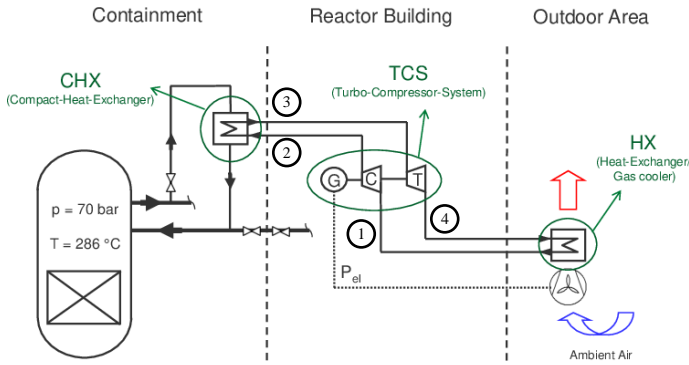 Containment
Reactor Building
Outdoor Area
CHX
(Compact-Heat-Exchanger)
TCS
(Turbo-Compressor-System)
3
2
HX
(Heat-Exchanger/
Gas cooler)
G
C
T
p = 70 bar
T = 286 °C
1
4
Pel
Ambient Air